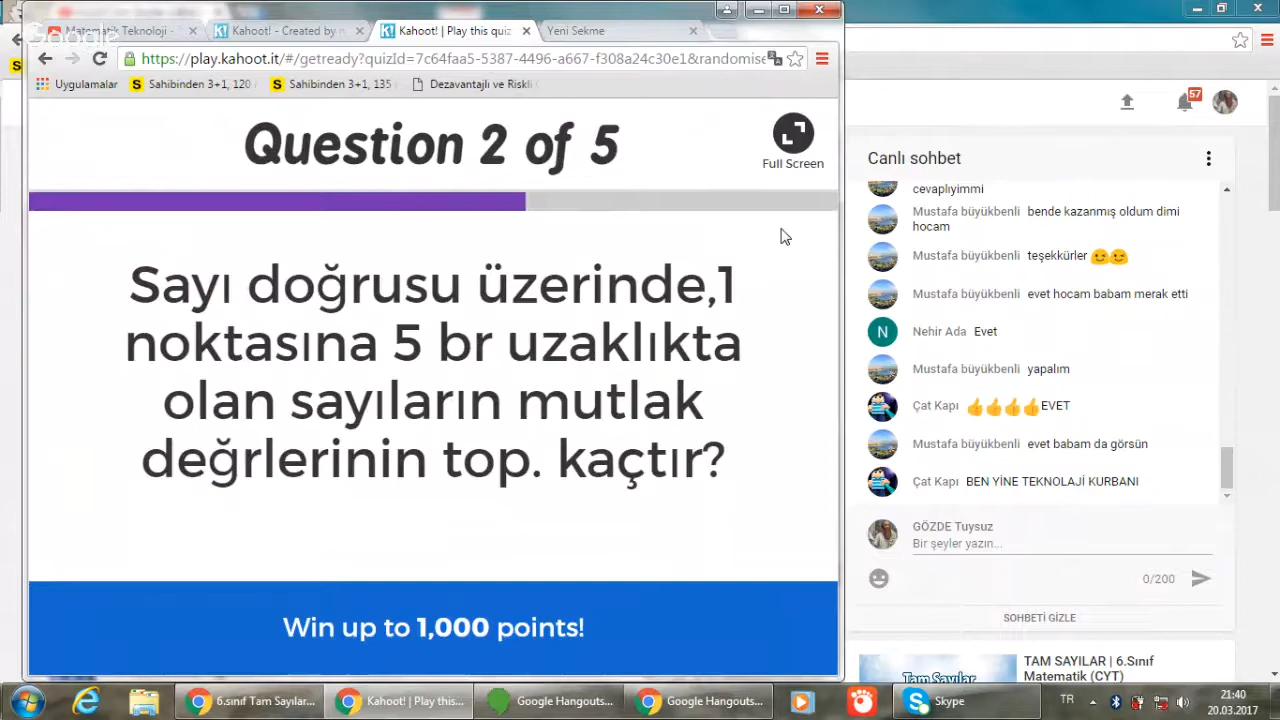 Matematik Teknoloji -
Kahoot! - Created by
Kahoot! | Play this quiz
Yeni Sekme
Google
https://play.kahoot.it/#/getready?quizId=7c64faa5-5387-4496-a667-f308a24c30e1&randomise
Uygulamalar
Sahibinden 3+1, 120
Sahibinden 3+1, 135
Dezavantajlı ve Riskli
Question 2 of 5
Full Screen
Sayı doğrusu üzerinde,1
noktasına 5 br uzaklıkta
olan sayıların mutlak
değrlerinin top. kaçtır?
Win up to 1,000 points!
57
Canlı sohbet
cevaplıyimmi
Mustafa büyükbenli bende kazanmış oldum dimi
hocam
Mustafa büyükbenli teşekkürler 😉😉
Mustafa büyükbenli evet hocam babam merak etti
N Nehir Ada Evet
Mustafa büyükbenli yapalım
Çat Kapı 👍👍👍👍EVET
Mustafa büyükbenli evet babam da görsün
Çat Kapı BEN YİNE TEKNOLAJİ KURBANI
GÖZDE Tuysuz
Bir şeyler yazın...
0/200
SOHBETİ GİZLE
Tam Sayılar
TAM SAYILAR | 6.Sınıf
Matematik (CYT)
6.sınıf Tam Sayılar...
Kahoot! | Play this...
Google Hangouts...
Google Hangouts...
Skype
TR
21:40
20.03.2017